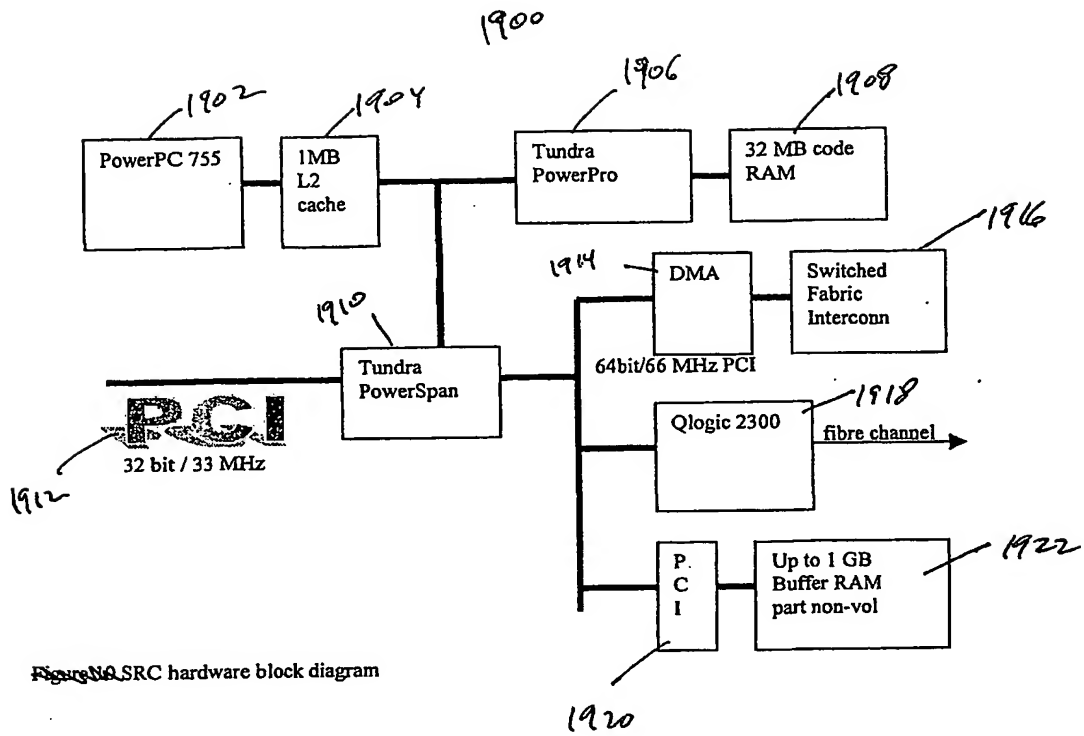 1900
1902
1904
1906
1908
PowerPC 755
1MB
L2
cache
Tundra
PowerPro
32 MB code
RAM
1916
1914
DMA
Switched
Fabric
Interconn
1910
Tundra
PowerSpan
64bit/66 MHz PCI
PCI
32 bit / 33 MHz
1912
1918
Qlogic 2300
fibre channel
P
C
I
Up to 1 GB
Buffer RAM
part non-vol
1922
SRC hardware block diagram
1920